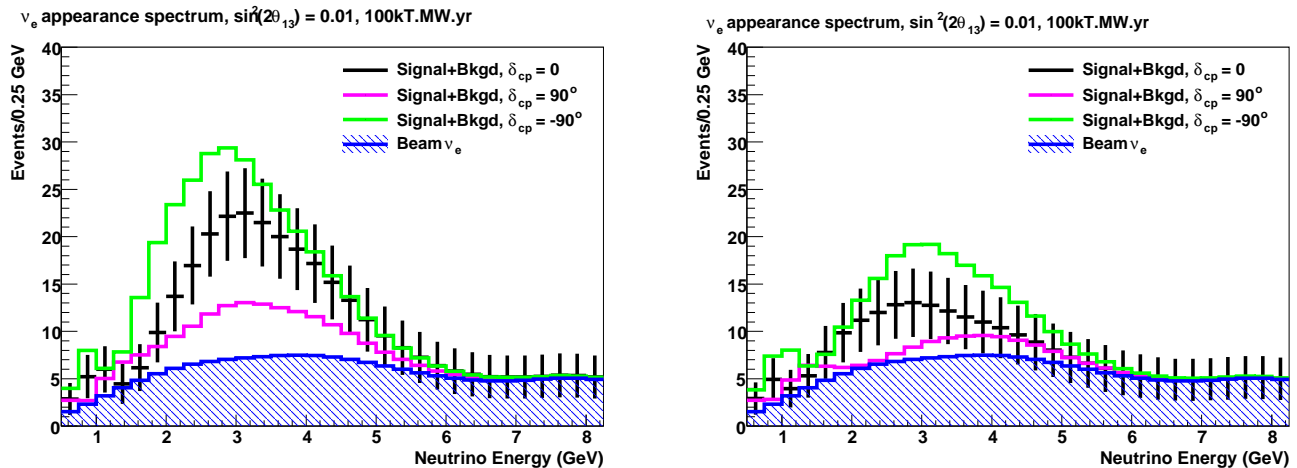 νe appearance spectrum, sin²(2θ13) = 0.01, 100kT.MW.yr
Events/0.25 GeV
40
35
30
25
20
15
10
5
0
Signal+Bkgd, δcp = 0
Signal+Bkgd, δcp = 90°
Signal+Bkgd, δcp = -90°
Beam νe
1 2 3 4 5 6 7 8
Neutrino Energy (GeV)
νe appearance spectrum, sin²(2θ13) = 0.01, 100kT.MW.yr
Events/0.25 GeV
40
35
30
25
20
15
10
5
0
Signal+Bkgd, δcp = 0
Signal+Bkgd, δcp = 90°
Signal+Bkgd, δcp = -90°
Beam νe
1 2 3 4 5 6 7 8
Neutrino Energy (GeV)